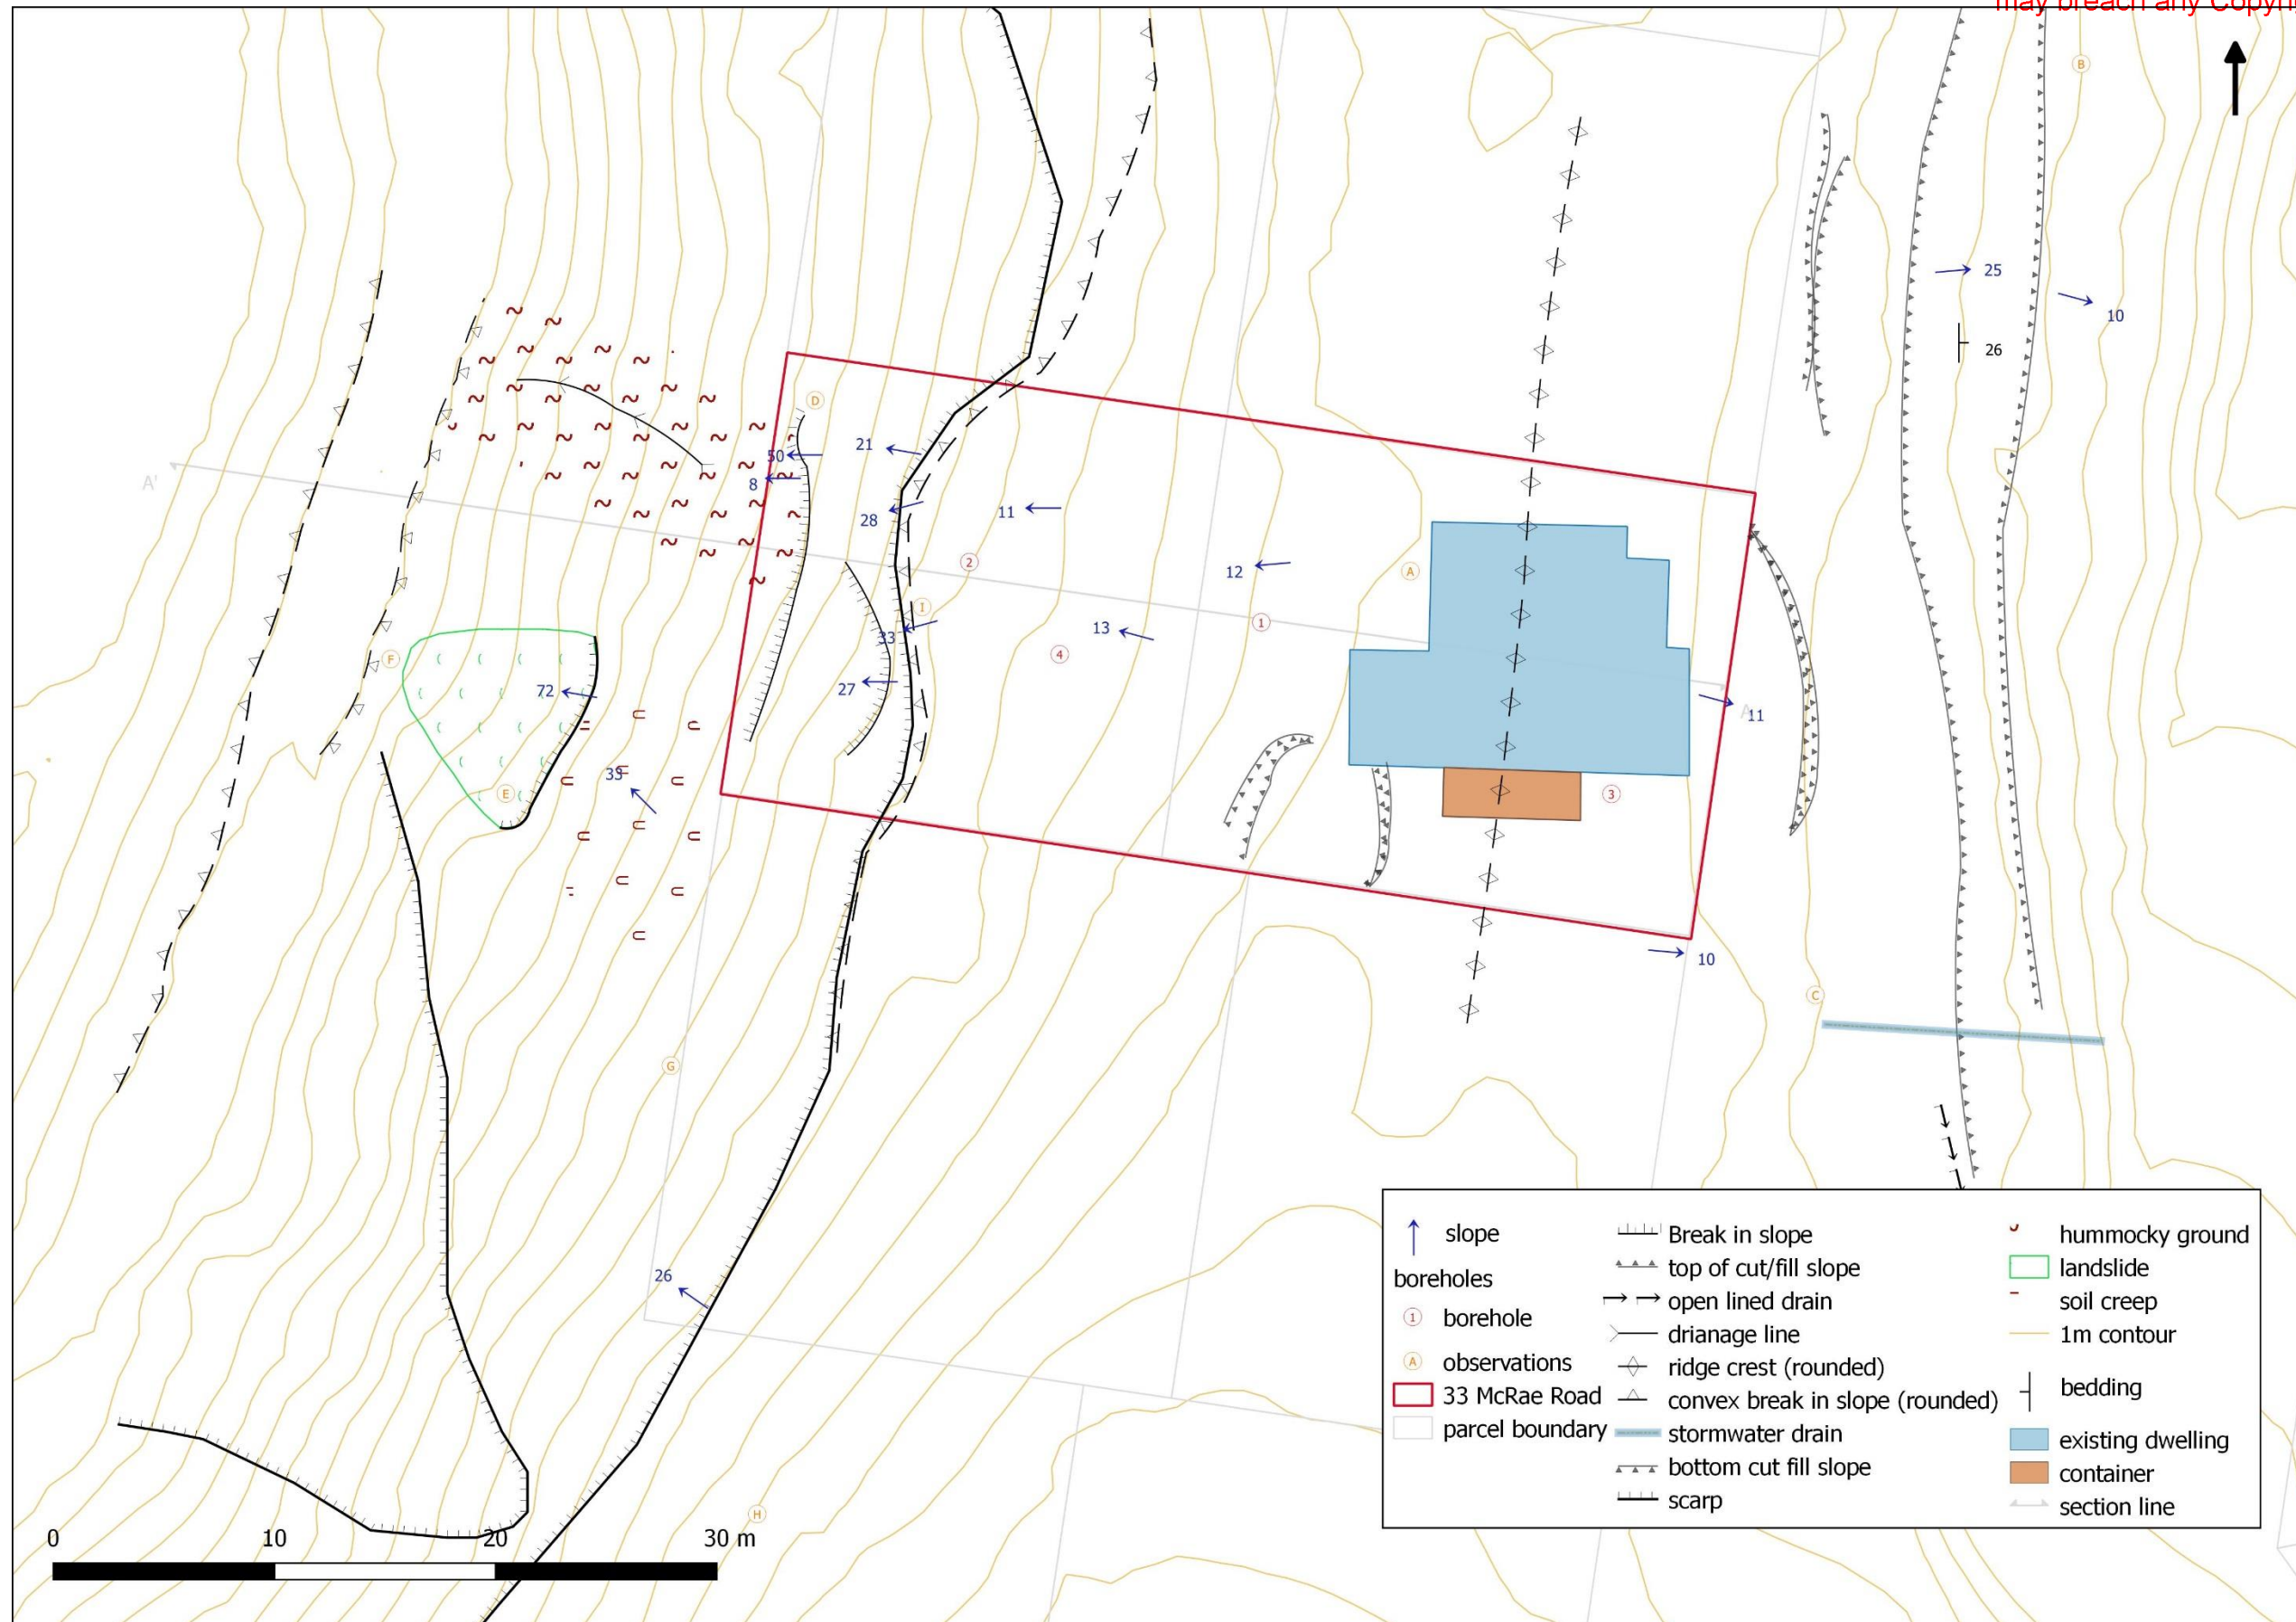 may breach any Copyri
B
25
10
26
D
21
50
8
28
11
A'
2
12
A
I
33
13
1
4
F
72
27
11
A
33
E
3
10
C
G
26
H
0 10 20 30 m
slope
boreholes
1 borehole
A observations
33 McRae Road
parcel boundary
Break in slope
top of cut/fill slope
open lined drain
drianage line
ridge crest (rounded)
convex break in slope (rounded)
stormwater drain
bottom cut fill slope
scarp
hummocky ground
landslide
soil creep
1m contour
bedding
existing dwelling
container
section line